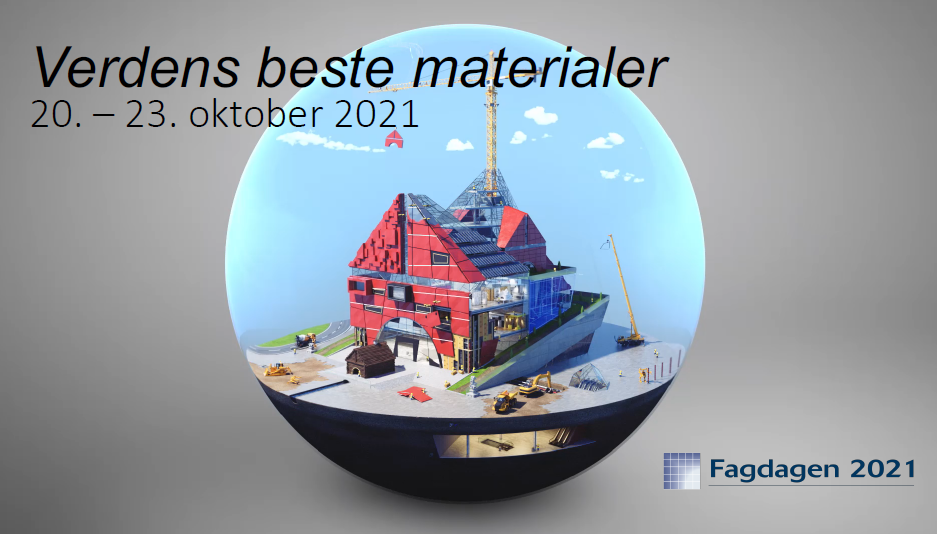 Verdens beste materialer
20. – 23. oktober 2021
Fagdagen 2021